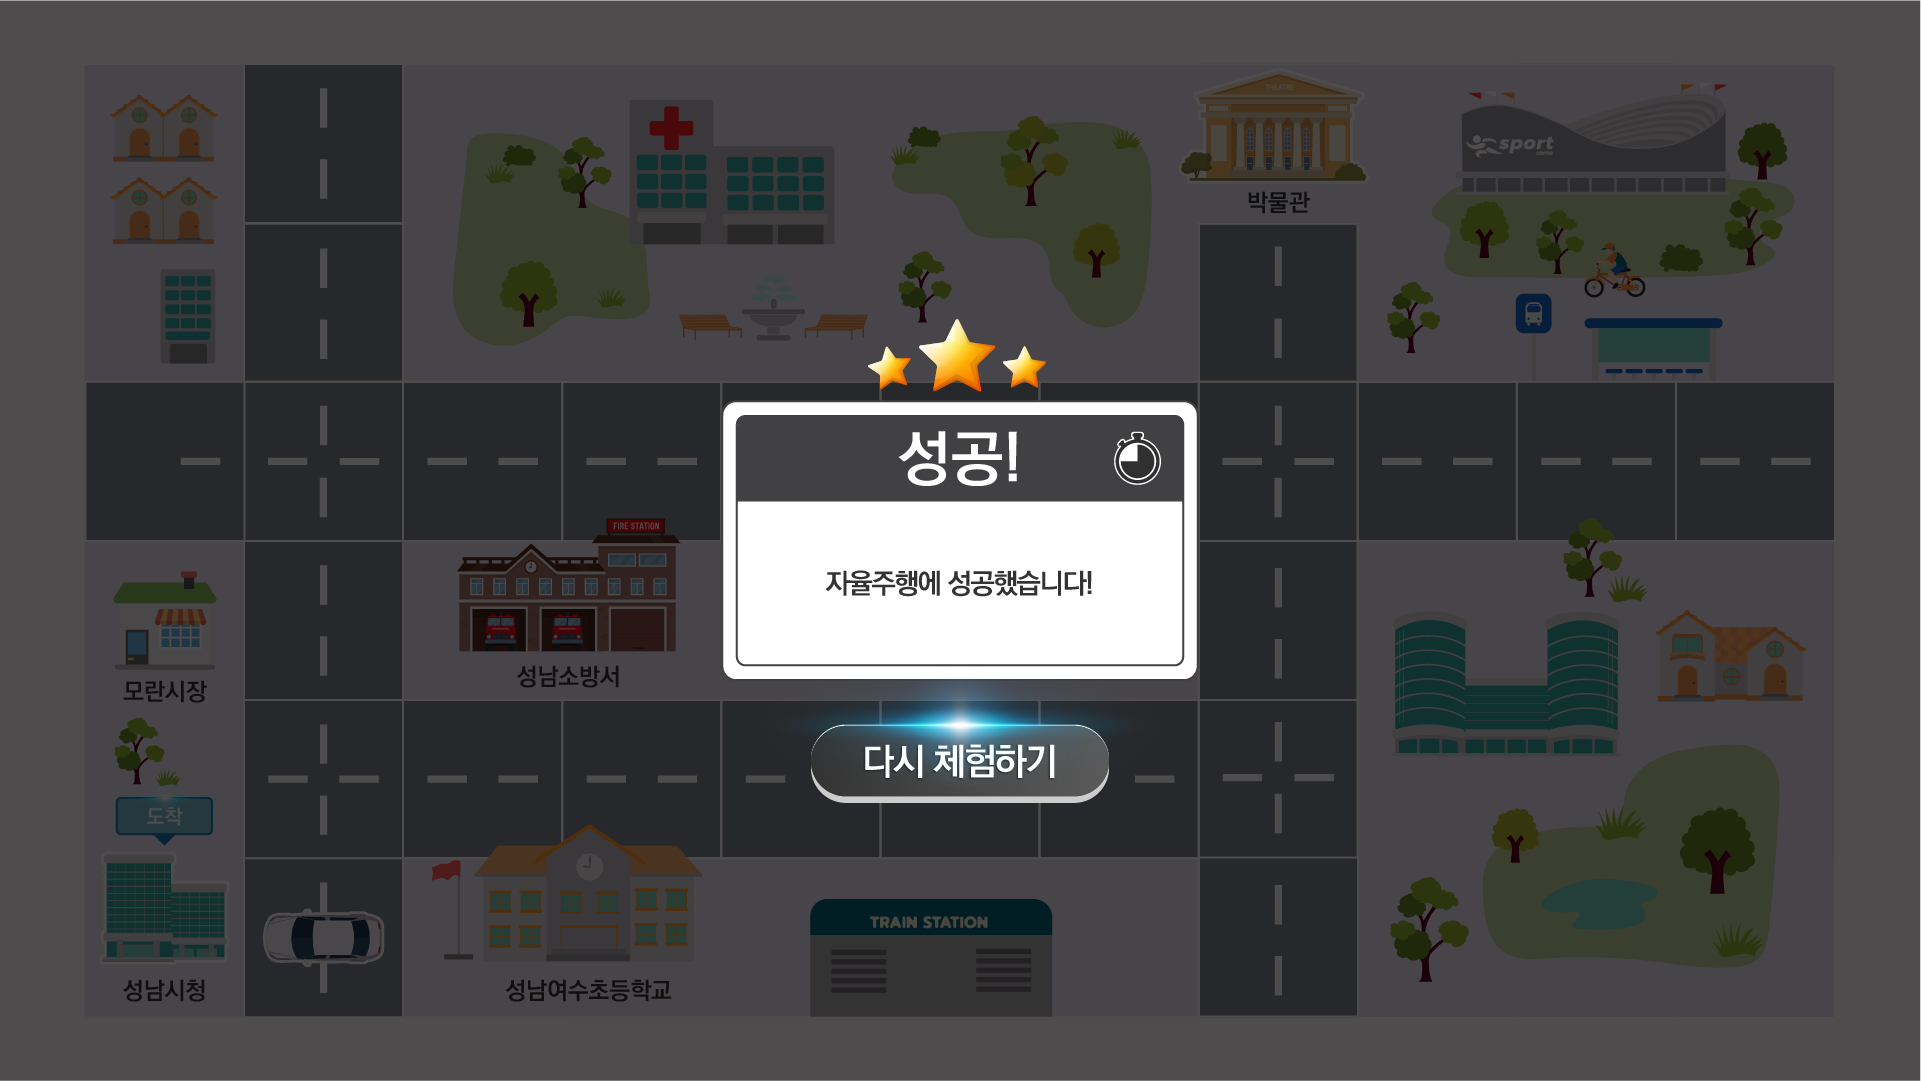 THEATRE
sport
박물관
성공!
자율주행에 성공했습니다!
FIRE STATION
성남소방서
모란시장
다시 체험하기
도착
TRAIN STATION
성남시청
성남여수초등학교